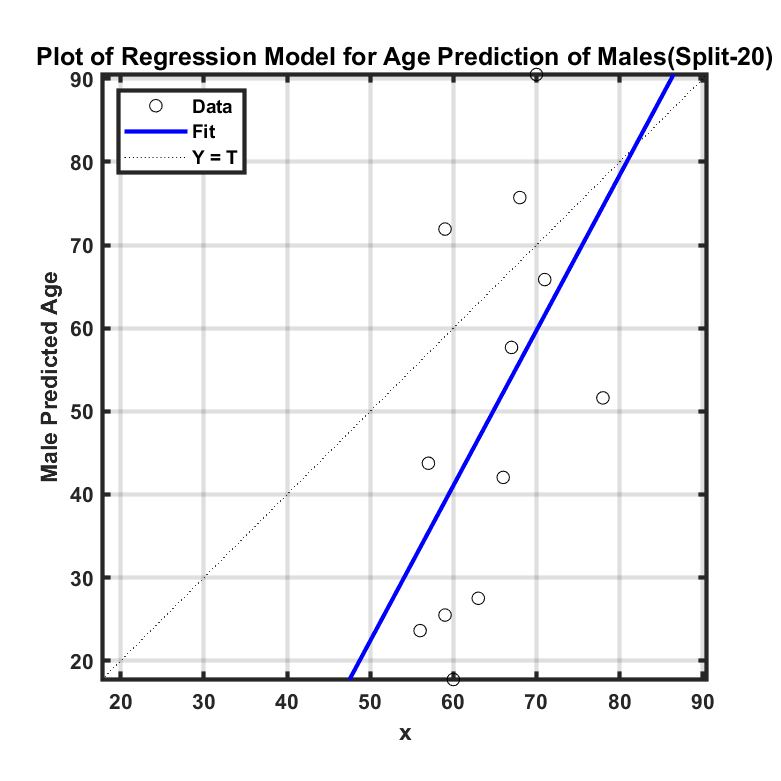 Plot of Regression Model for Age Prediction of Males(Split-20)
Data
Fit
Y = T
Male Predicted Age
90
80
70
60
50
40
30
20
20 30 40 50 60 70 80 90
x